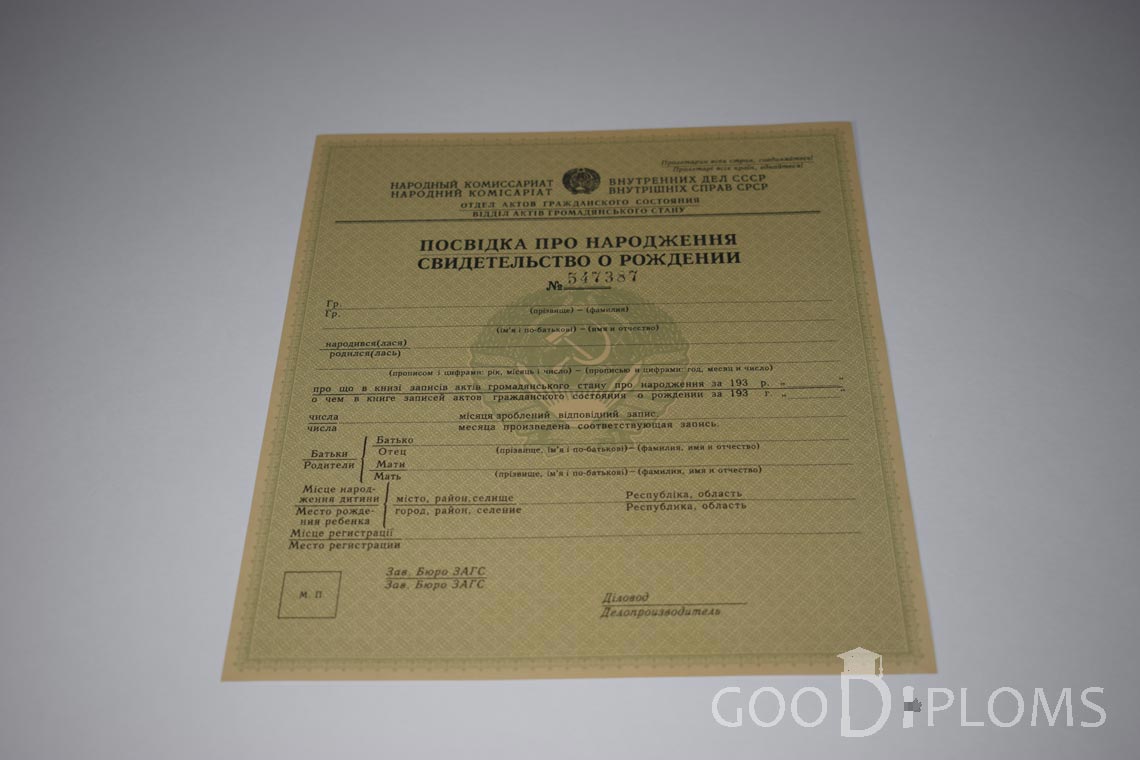 Пролетарии всех стран, соединяйтесь!
Пролетарі всіх країн, єднайтеся!
НАРОДНЫЙ КОМИССАРИАТ ВНУТРЕННИХ ДЕЛ СССР
НАРОДНИЙ КОМІСАРІАТ ВНУТРІШНІХ СПРАВ СРСР
ОТДЕЛ АКТОВ ГРАЖДАНСКОГО СОСТОЯНИЯ
ВІДДІЛ АКТІВ ГРОМАДЯНСЬКОГО СТАНУ
ПОСВІДКА ПРО НАРОДЖЕННЯ
СВИДЕТЕЛЬСТВО О РОЖДЕНИИ
№ 547387
Гр.
Гр.
(прізвище) – (фамилия)
(ім'я і по-батькові) – (имя и отчество)
народився(лася)
родился(лась)
(прописом і цифрами: рік, місяць і число) – (прописью и цифрами: год, месяц и число)
про що в книзі записів актів громадянського стану про народження за 193 р. „ "
о чем в книге записей актов гражданского состояния о рождении за 193 г. „ "
числа місяця зроблений відповідний запис.
числа месяца произведена соответствующая запись.
Батьки
Родители
Батько
Отец
(прізвище, ім'я і по-батькові) – (фамилия, имя и отчество)
Мати
Мать
(прізвище, ім'я і по-батькові) – (фамилия, имя и отчество)
Місце народ-
ження дитини
Место рожде-
ния ребенка
місто, район, селище Республіка, область
город, район, селение Республика, область
Місце регистрації
Место регистрации
Зав. Бюро ЗАГС
Зав. Бюро ЗАГС
М. П.
Діловод
Делопроизводитель
GOODiPLOMS